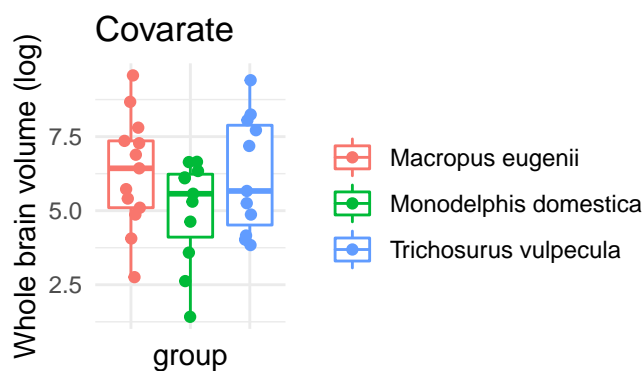 Covarate
Whole brain volume (log)
7.5
5.0
2.5
group
Macropus eugenii
Monodelphis domestica
Trichosurus vulpecula